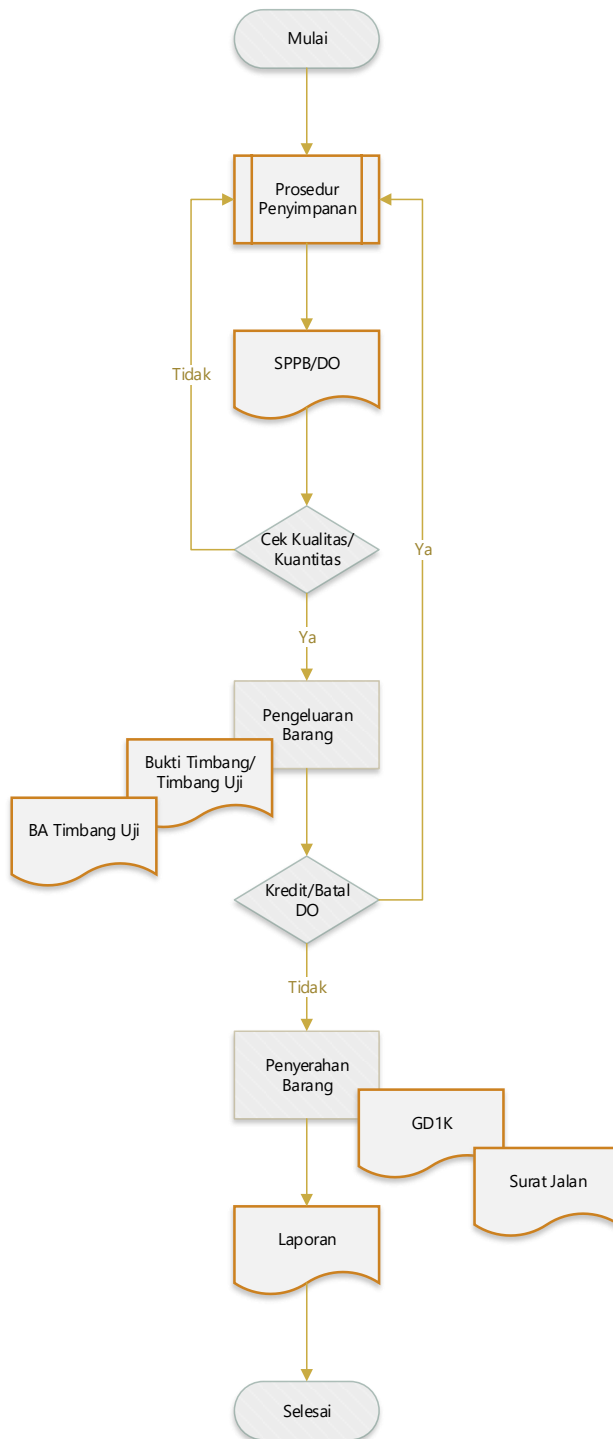 Mulai
Prosedur
Penyimpanan
SPPB/DO
Tidak
Cek Kualitas/
Kuantitas
Ya
Ya
Pengeluaran
Barang
Bukti Timbang/
Timbang Uji
BA Timbang Uji
Kredit/Batal
DO
Tidak
Penyerahan
Barang
GD1K
Surat Jalan
Laporan
Selesai